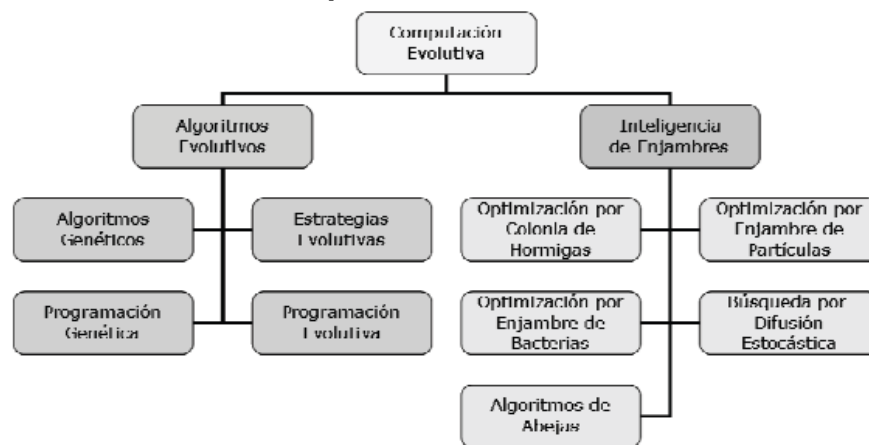 Computación
Evolutiva
Algoritmos
Evolutivos
Inteligencia
de Enjambres
Algoritmos
Genéticos
Estrategias
Evolutivas
Optimización por
Colonia de
Hormigas
Optimización por
Enjambre de
Partículas
Programación
Genética
Programación
Evolutiva
Optimización por
Enjambre de
Bacterias
Búsqueda por
Difusión
Estocástica
Algoritmos de
Abejas